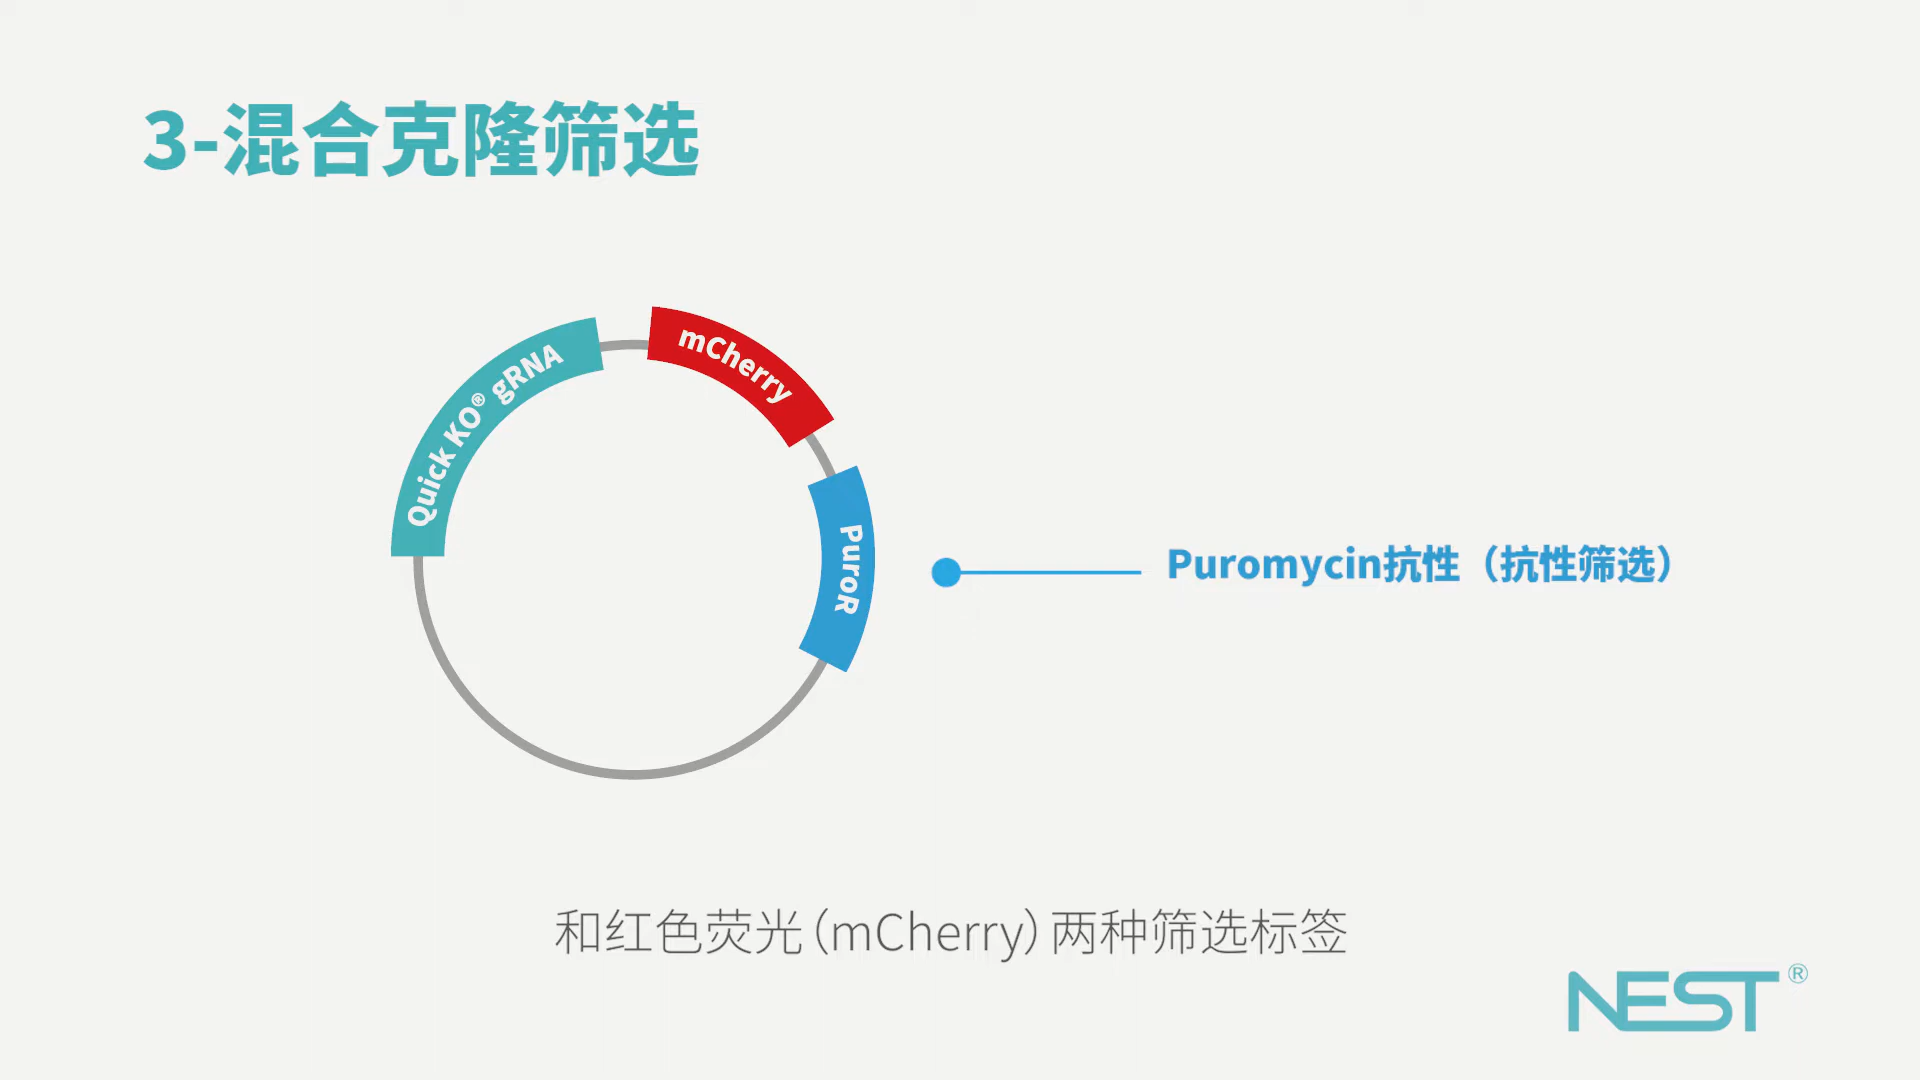 3-混合克隆筛选
Quick KO® gRNA
mCherry
PuroR
Puromycin抗性（抗性筛选）
和红色荧光（mCherry）两种筛选标签
NEST®